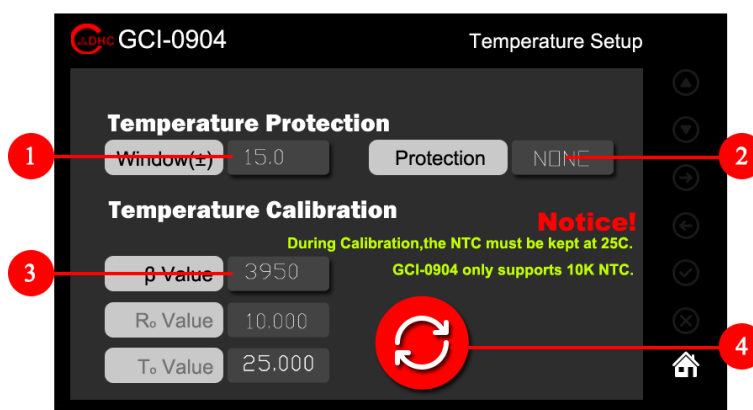 ADHC GCI-0904 Temperature Setup
Temperature Protection
1 Window(±) 15.0 Protection NONE 2
Temperature Calibration
Notice!
During Calibration,the NTC must be kept at 25C.
3 β Value 3950 GCI-0904 only supports 10K NTC.
R₀ Value 10.000
4
T₀ Value 25.000